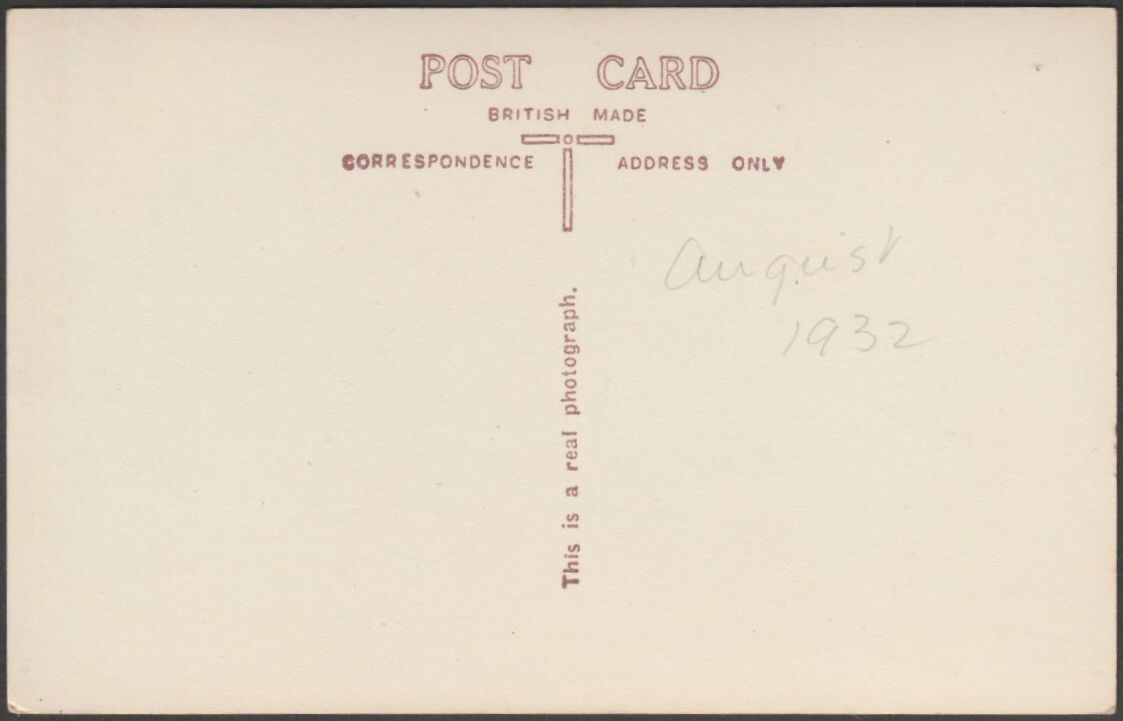 POST CARD
BRITISH MADE
CORRESPONDENCE ADDRESS ONLY
This is a real photograph.
August
1932